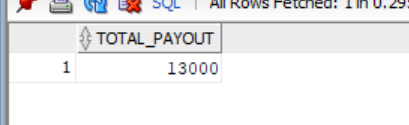 SQL | All Rows Fetched: 1 in 0.29
TOTAL_PAYOUT
1 13000